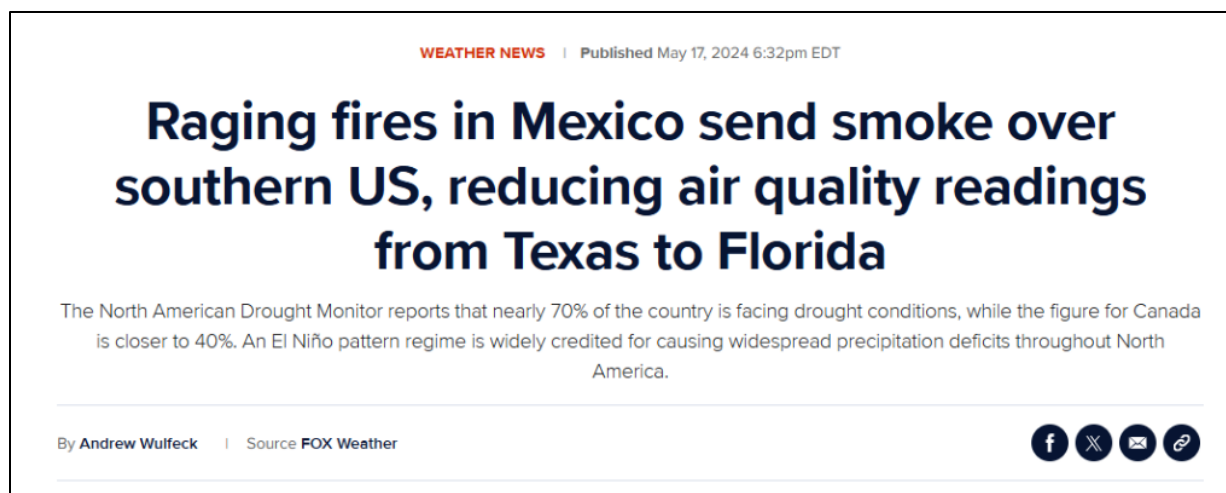 WEATHER NEWS | Published May 17, 2024 6:32pm EDT
Raging fires in Mexico send smoke over
southern US, reducing air quality readings
from Texas to Florida
The North American Drought Monitor reports that nearly 70% of the country is facing drought conditions, while the figure for Canada
is closer to 40%. An El Niño pattern regime is widely credited for causing widespread precipitation deficits throughout North
America.
By Andrew Wulfeck | Source FOX Weather